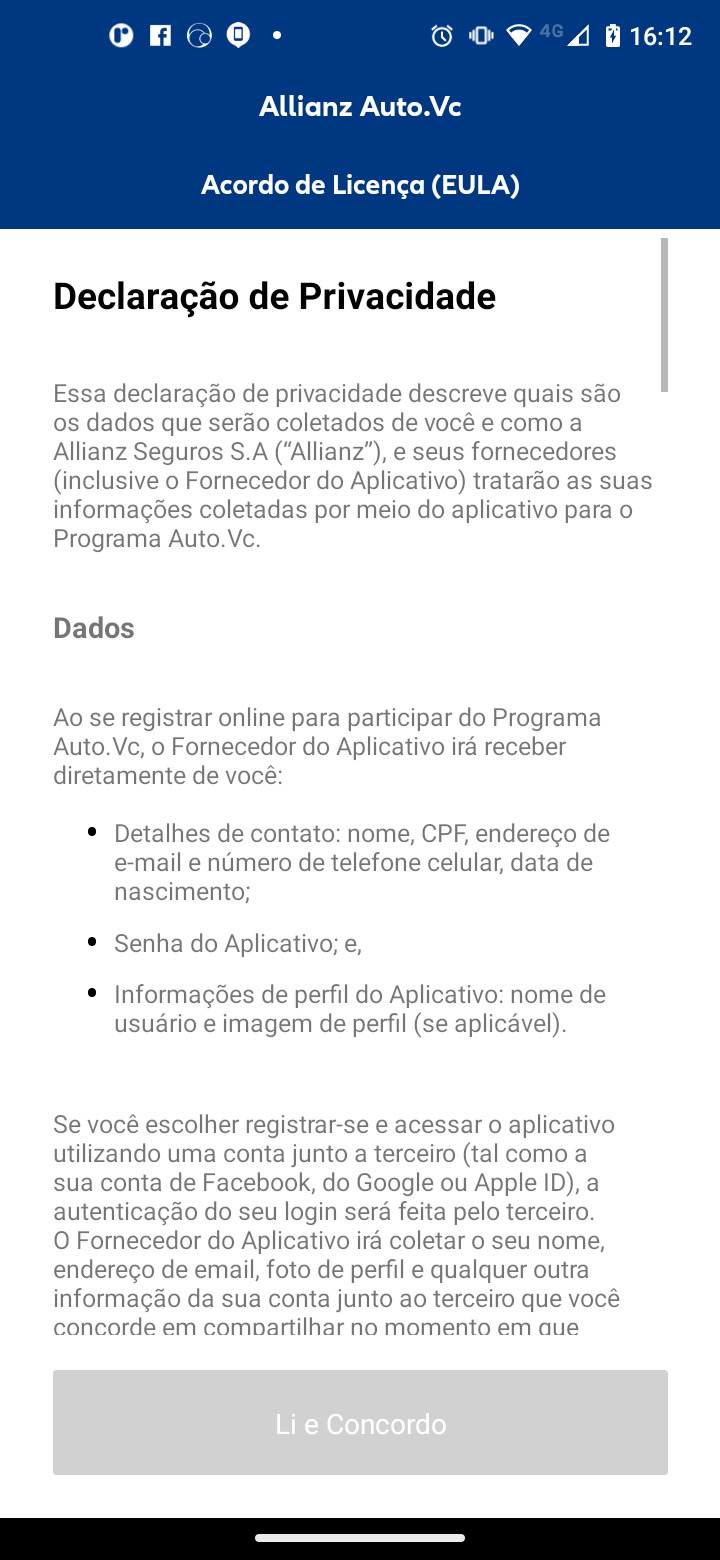 4G 16:12
Allianz Auto.Vc
Acordo de Licença (EULA)
Declaração de Privacidade
Essa declaração de privacidade descreve quais são
os dados que serão coletados de você e como a
Allianz Seguros S.A (“Allianz”), e seus fornecedores
(inclusive o Fornecedor do Aplicativo) tratarão as suas
informações coletadas por meio do aplicativo para o
Programa Auto.Vc.
Dados
Ao se registrar online para participar do Programa
Auto.Vc, o Fornecedor do Aplicativo irá receber
diretamente de você:
• Detalhes de contato: nome, CPF, endereço de
e-mail e número de telefone celular, data de
nascimento;
• Senha do Aplicativo; e,
• Informações de perfil do Aplicativo: nome de
usuário e imagem de perfil (se aplicável).
Se você escolher registrar-se e acessar o aplicativo
utilizando uma conta junto a terceiro (tal como a
sua conta de Facebook, do Google ou Apple ID), a
autenticação do seu login será feita pelo terceiro.
O Fornecedor do Aplicativo irá coletar o seu nome,
endereço de email, foto de perfil e qualquer outra
informação da sua conta junto ao terceiro que você
concorde em compartilhar no momento em que
Li e Concordo